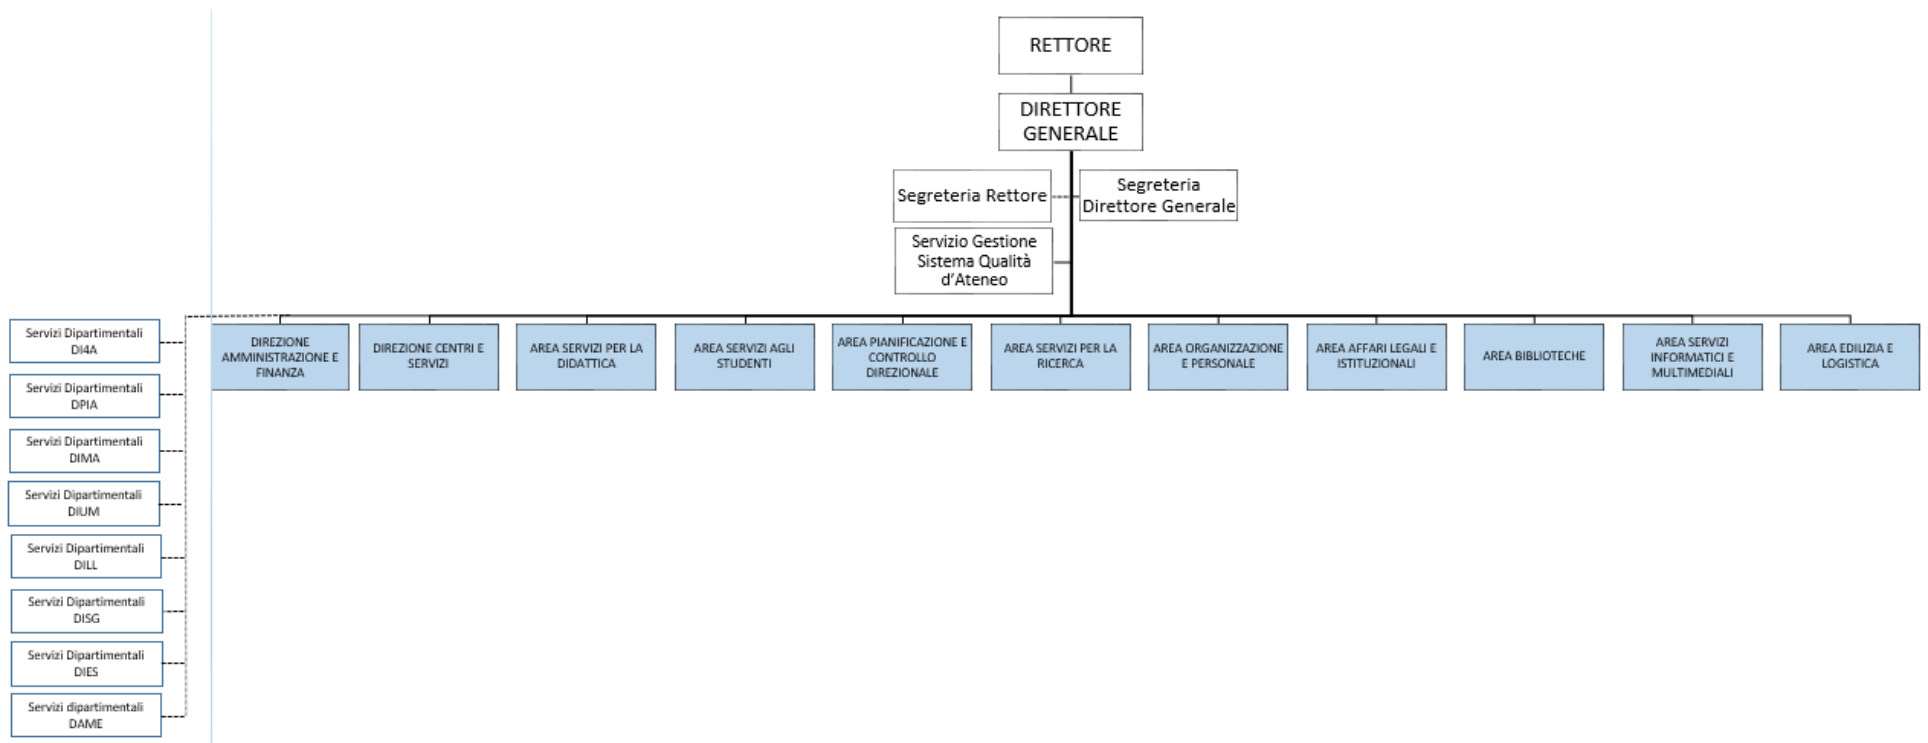 RETTORE
DIRETTORE
GENERALE
Segreteria Rettore
Segreteria
Direttore Generale
Servizio Gestione
Sistema Qualità
d'Ateneo
DIREZIONE
AMMINISTRAZIONE E
FINANZA
DIREZIONE CENTRI E
SERVIZI
AREA SERVIZI PER LA
DIDATTICA
AREA SERVIZI AGLI
STUDENTI
AREA PIANIFICAZIONE E
CONTROLLO
DIREZIONALE
AREA SERVIZI PER LA
RICERCA
AREA ORGANIZZAZIONE
E PERSONALE
AREA AFFARI LEGALI E
ISTITUZIONALI
AREA BIBLIOTECHE
AREA SERVIZI
INFORMATICI E
MULTIMEDIALI
AREA EDILIZIA E
LOGISTICA
Servizi Dipartimentali
DI4A
Servizi Dipartimentali
DPIA
Servizi Dipartimentali
DIMA
Servizi Dipartimentali
DIUM
Servizi Dipartimentali
DILL
Servizi Dipartimentali
DISG
Servizi Dipartimentali
DIES
Servizi dipartimentali
DAME